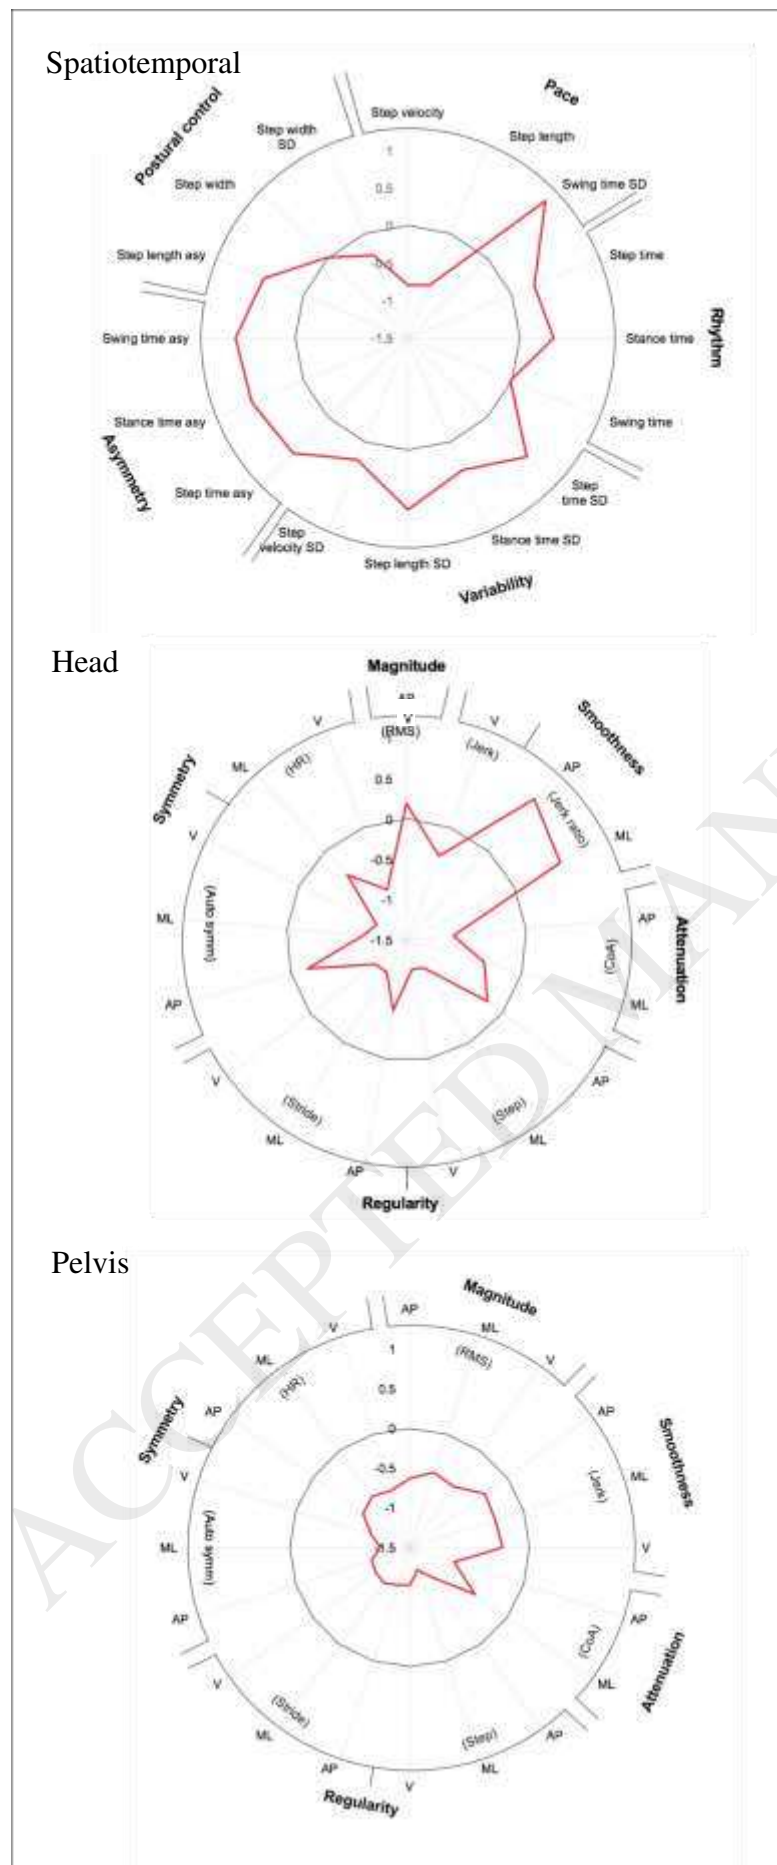 Spatiotemporal
Postural control
Pace
Step velocity
Step width
SD
Step length
Step width
Swing time SD
1
0.5
0
-0.5
-1
-1.5
Step length asy
Step time
Swing time asy
Stance time
Rhythm
Stance time asy
Swing time
Asymmetry
Step time asy
Step
time SD
Step
velocity SD
Stance time SD
Step length SD
Variability
Head
Magnitude
AP
V
V
V
(RMS)
(Jerk)
Smoothness
ML
(HR)
AP
Symmetry
0.5
0
-0.5
-1
-1.5
(Jerk ratio)
ML
V
ML
(Auto symm)
AP
Attenuation
(CoA)
AP
ML
V
AP
(Stride)
(Step)
ML
ML
AP
V
Regularity
Pelvis
Magnitude
AP
V
ML
ML
(RMS)
V
(HR)
1
0.5
0
-0.5
-1
AP
AP
Symmetry
Smoothness
V
ML
(Jerk)
ML
(Auto symm)
V
AP
AP
(CoA)
Attenuation
V
ML
(Stride)
(Step)
AP
ML
ML
AP
V
Regularity
ACCEPTED MAN